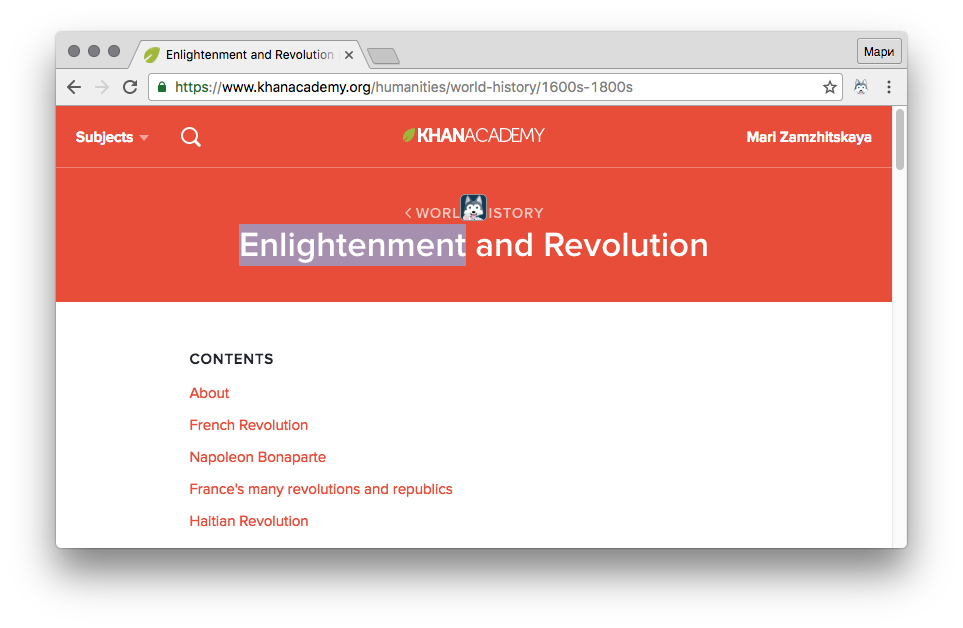 Enlightenment and Revolution
Мари
https://www.khanacademy.org/humanities/world-history/1600s-1800s
Subjects
KHANACADEMY
Mari Zamzhitskaya
< WORL ISTORY
Enlightenment and Revolution
CONTENTS
About
French Revolution
Napoleon Bonaparte
France's many revolutions and republics
Haitian Revolution